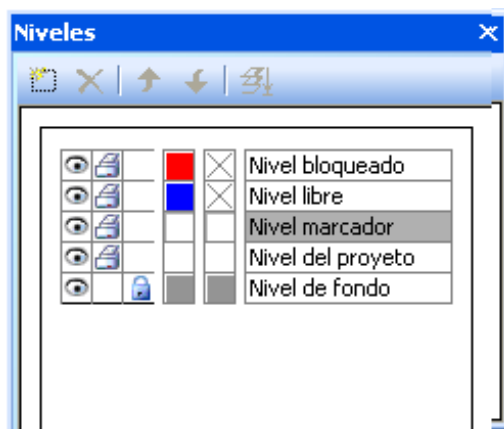 Niveles
Nivel bloqueado
Nivel libre
Nivel marcador
Nivel del proyeto
Nivel de fondo